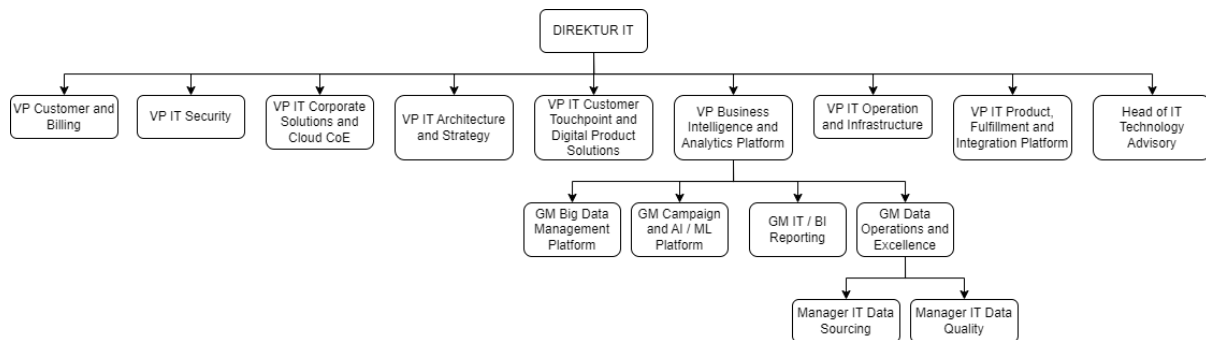 DIREKTUR IT
VP Customer and
Billing
VP IT Security
VP IT Corporate
Solutions and
Cloud CoE
VP IT Architecture
and Strategy
VP IT Customer
Touchpoint and
Digital Product
Solutions
VP Business
Intelligence and
Analytics Platform
VP IT Operation
and Infrastructure
VP IT Product,
Fulfillment and
Integration Platform
Head of IT
Technology
Advisory
GM Big Data
Management
Platform
GM Campaign
and AI / ML
Platform
GM IT / BI
Reporting
GM Data
Operations and
Excellence
Manager IT Data
Sourcing
Manager IT Data
Quality